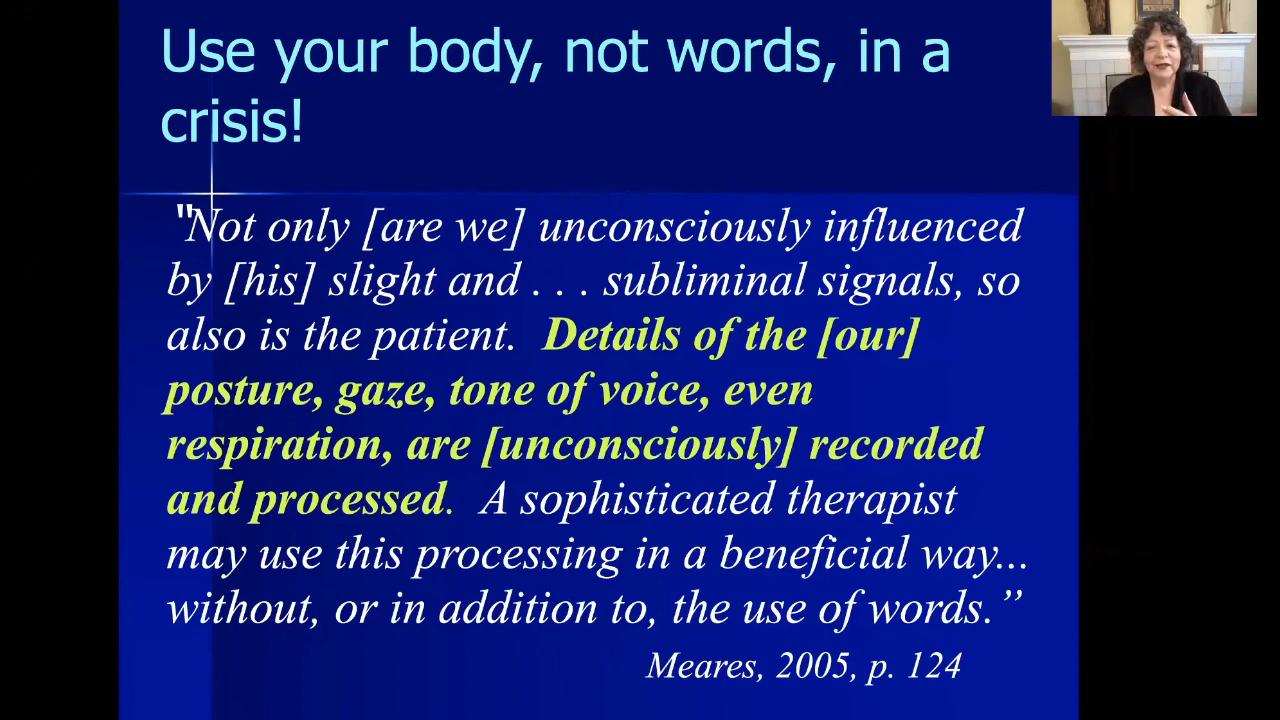 Use your body, not words, in a
crisis!
"Not only [are we] unconsciously influenced
by [his] slight and . . . subliminal signals, so
also is the patient. Details of the [our]
posture, gaze, tone of voice, even
respiration, are [unconsciously] recorded
and processed. A sophisticated therapist
may use this processing in a beneficial way...
without, or in addition to, the use of words.”
Meares, 2005, p. 124